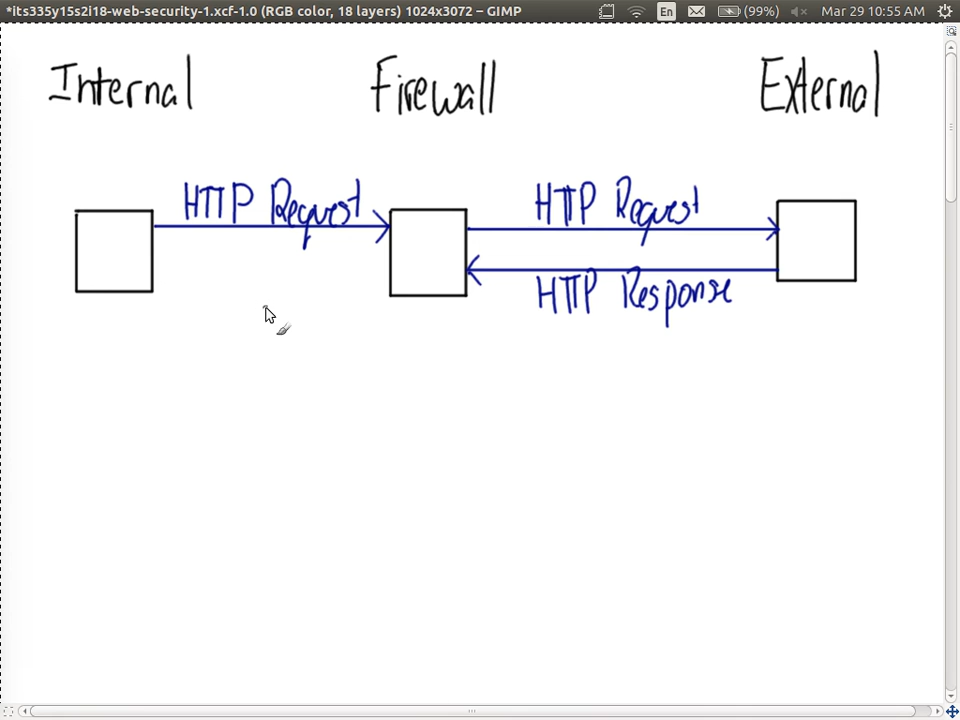 *its335y15s2i18-web-security-1.xcf-1.0 (RGB color, 18 layers) 1024x3072 – GIMP En (99%) Mar 29 10:55 AM
Internal Firewall External
HTTP Request HTTP Request
HTTP Response